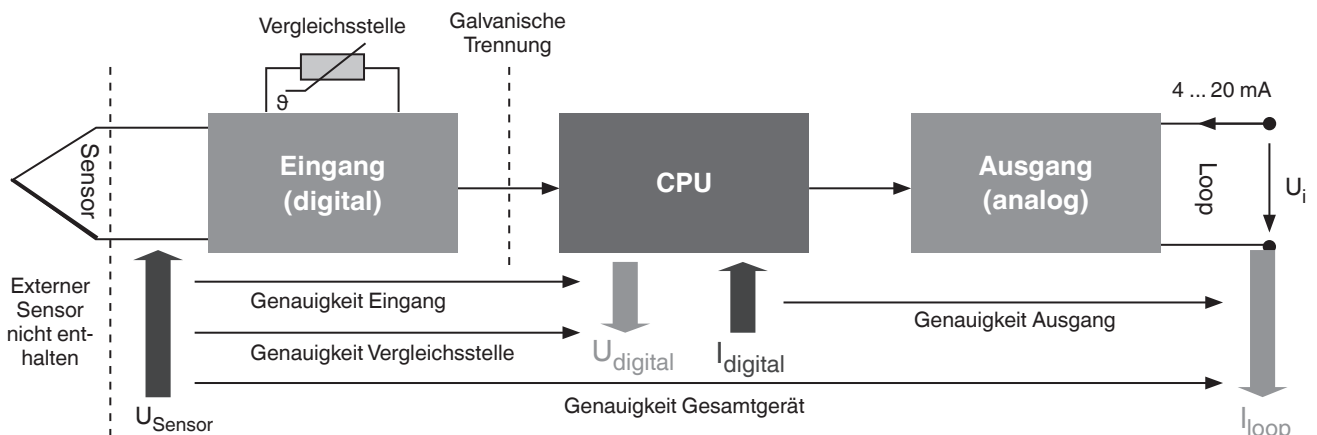 Vergleichsstelle
Galvanische
Trennung
ϑ
4 ... 20 mA
Sensor
Eingang
(digital)
CPU
Ausgang
(analog)
Loop
Ui
Externer
Sensor
nicht ent-
halten
Genauigkeit Eingang
Genauigkeit Vergleichsstelle
Udigital
Idigital
Genauigkeit Ausgang
USensor
Genauigkeit Gesamtgerät
Iloop